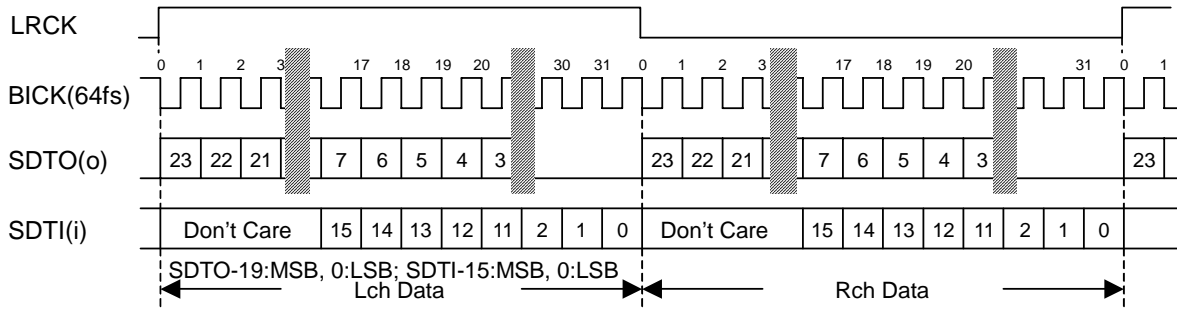 LRCK
0 1 2 3 17 18 19 20 30 31 0 1 2 3 17 18 19 20 31 0 1
BICK(64fs)
SDTO(o) 23 22 21 7 6 5 4 3 23 22 21 7 6 5 4 3 23
SDTI(i) Don't Care 15 14 13 12 11 2 1 0 Don't Care 15 14 13 12 11 2 1 0
SDTO-19:MSB, 0:LSB; SDTI-15:MSB, 0:LSB
Lch Data Rch Data